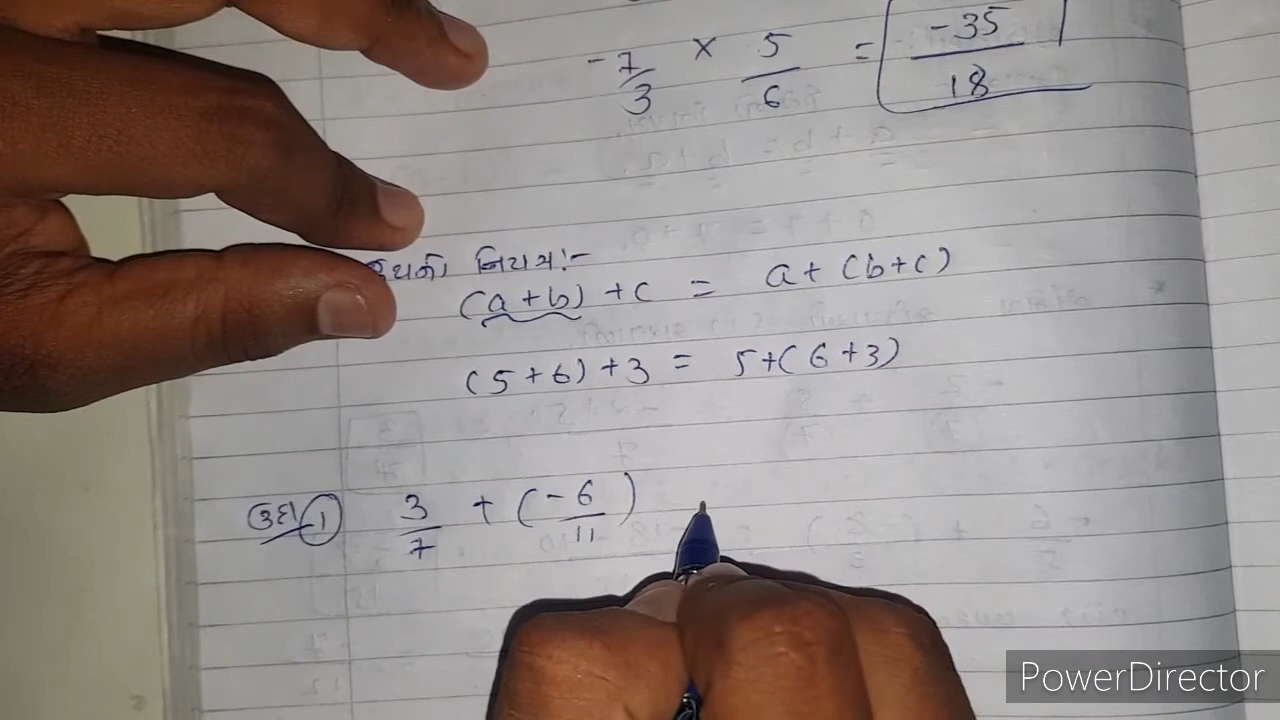 -7/3 × 5/6 = -35/18
નિયમ:-
(a+b) + c = a + (b+c)
(5+6) + 3 = 5+(6+3)
ઉદા 1 3/7 + (-6/11)
PowerDirector